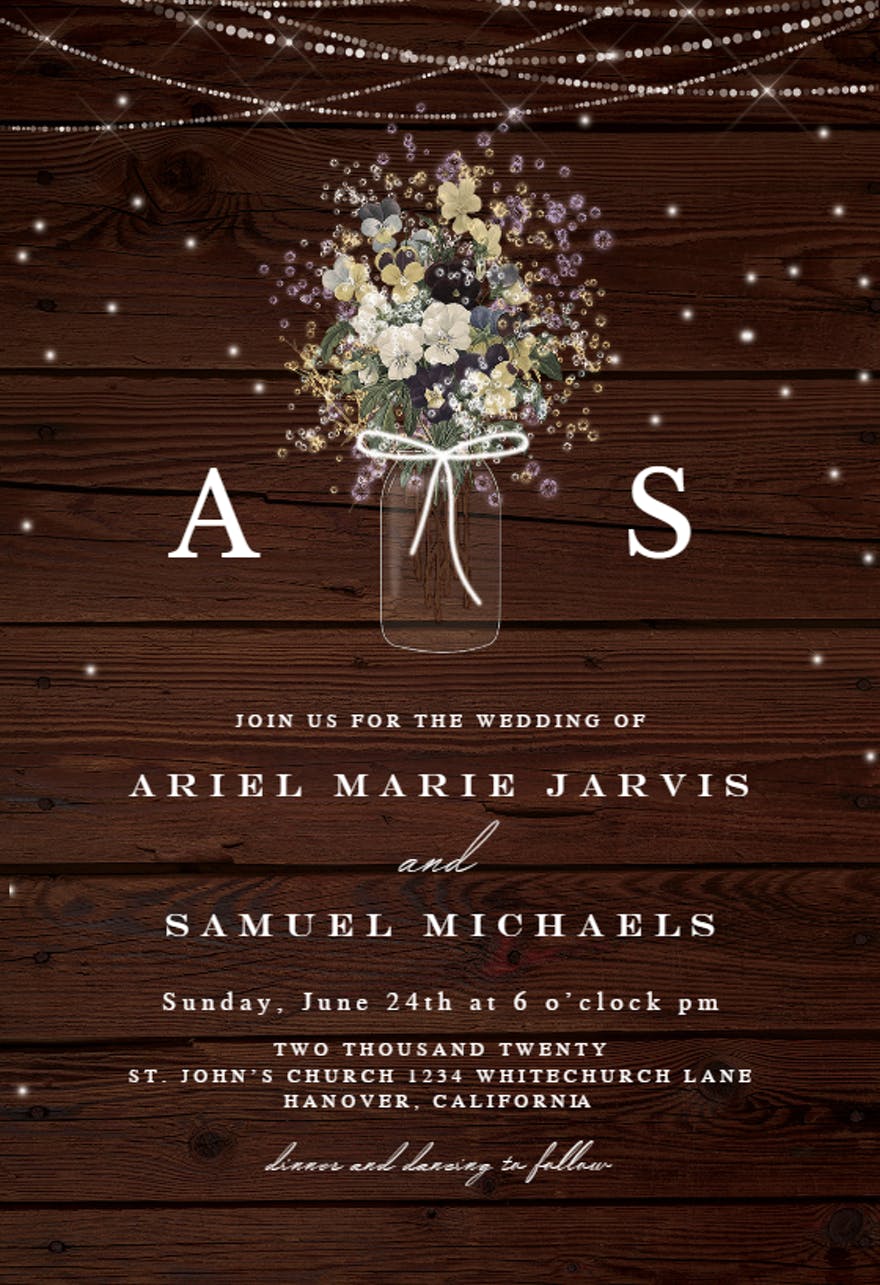 A S
JOIN US FOR THE WEDDING OF
ARIEL MARIE JARVIS
and
SAMUEL MICHAELS
Sunday, June 24th at 6 o’clock pm
TWO THOUSAND TWENTY
ST. JOHN’S CHURCH 1234 WHITECHURCH LANE
HANOVER, CALIFORNIA
dinner and dancing to follow